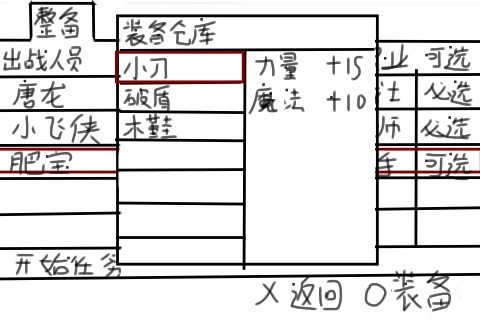 整备
装备仓库
出战人员
业 可选
小刀
力量 +15
唐龙
士 必选
破盾
魔法 +10
小飞侠
师 必选
木鞋
肥宝
手 可选
开始任务
X 返回 O 装备